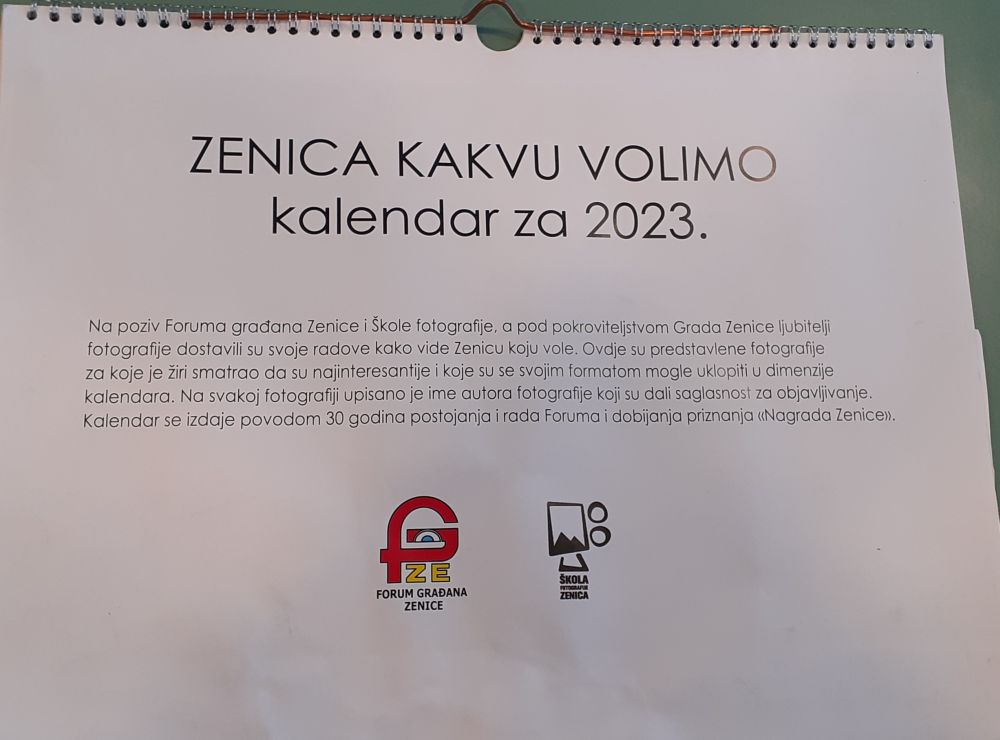 ZENICA KAKVU VOLIMO
kalendar za 2023.
Na poziv Foruma građana Zenice i Škole fotografije, a pod pokroviteljstvom Grada Zenice ljubitelji
fotografije dostavili su svoje radove kako vide Zenicu koju vole. Ovdje su predstavljene fotografije
za koje je žiri smatrao da su najinteresantije i koje su se svojim formatom mogle uklopiti u dimenzije
kalendara. Na svakoj fotografiji upisano je ime autora fotografije koji su dali saglasnost za objavljivanje.
Kalendar se izdaje povodom 30 godina postojanja i rada Foruma i dobijanja priznanja «Nagrada Zenice».
ZE
FORUM GRAĐANA
ZENICE
ŠKOLA
FOTOGRAFIJE
ZENICA